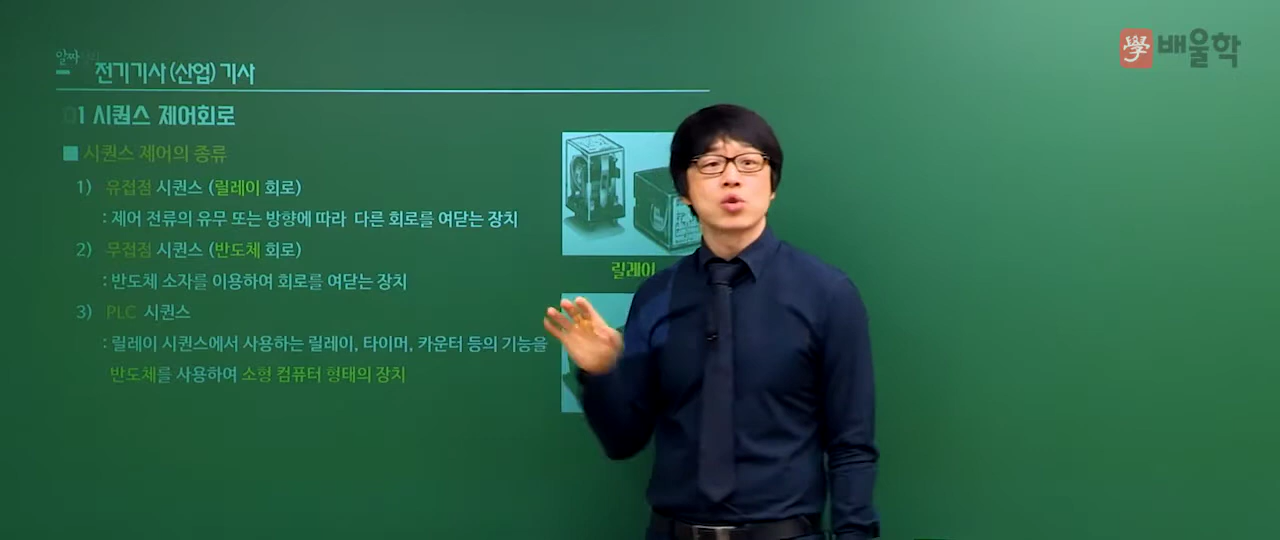 알짜
學 배울학
전기기사(산업)기사
01 시퀀스 제어회로
시퀀스 제어의 종류
1) 유접점 시퀀스 (릴레이 회로)
: 제어 전류의 유무 또는 방향에 따라 다른 회로를 여닫는 장치
2) 무접점 시퀀스 (반도체 회로)
: 반도체 소자를 이용하여 회로를 여닫는 장치
3) PLC 시퀀스
: 릴레이 시퀀스에서 사용하는 릴레이, 타이머, 카운터 등의 기능을
반도체를 사용하여 소형 컴퓨터 형태의 장치
릴레이